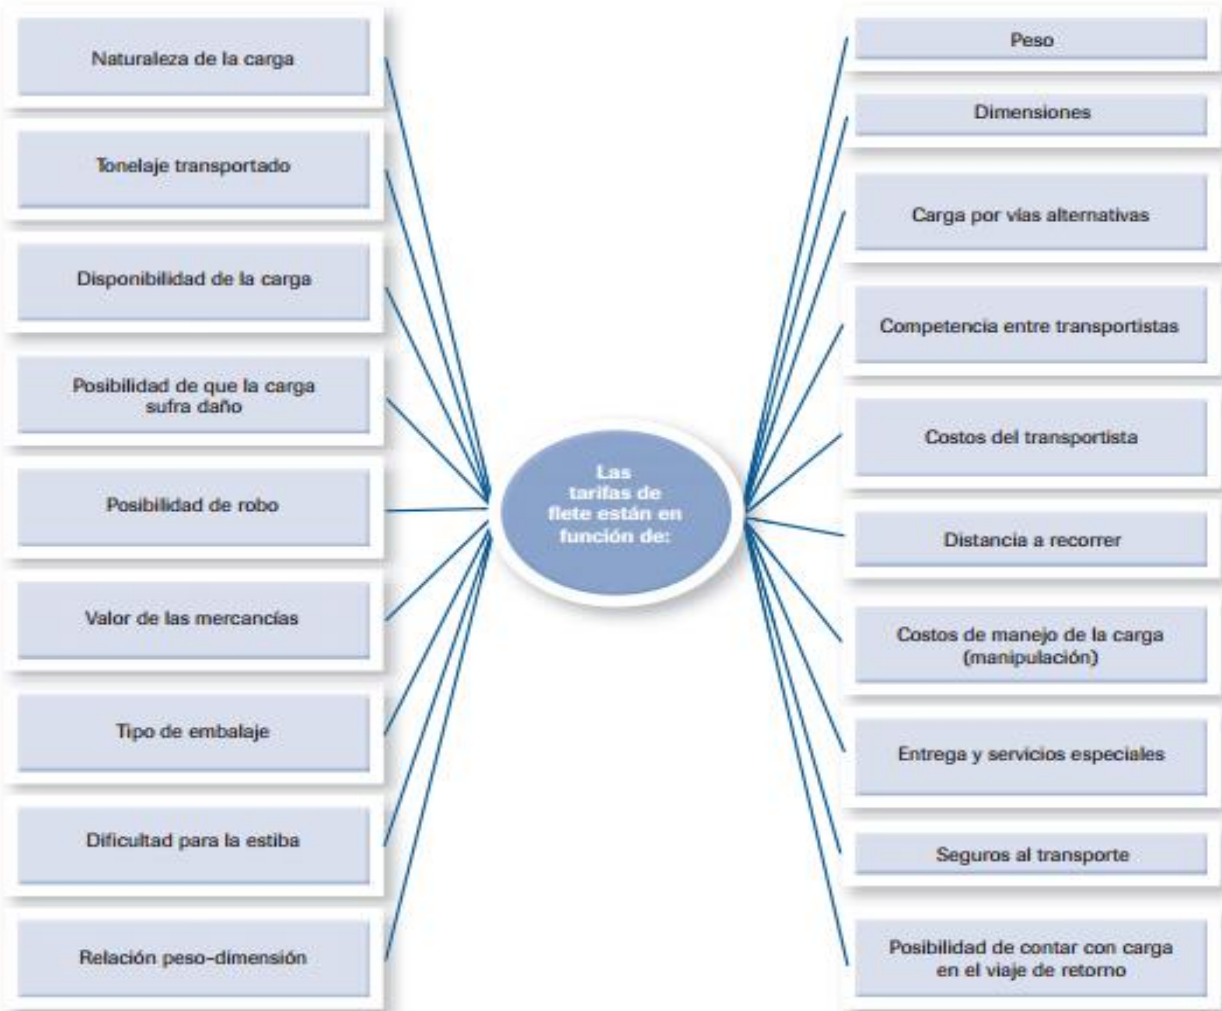 Naturaleza de la carga
Tonelaje transportado
Disponibilidad de la carga
Posibilidad de que la carga
sufra daño
Posibilidad de robo
Valor de las mercancías
Tipo de embalaje
Dificultad para la estiba
Relación peso-dimensión
Las
tarifas de
flete están en
función de:
Peso
Dimensiones
Carga por vías alternativas
Competencia entre transportistas
Costos del transportista
Distancia a recorrer
Costos de manejo de la carga
(manipulación)
Entrega y servicios especiales
Seguros al transporte
Posibilidad de contar con carga
en el viaje de retorno